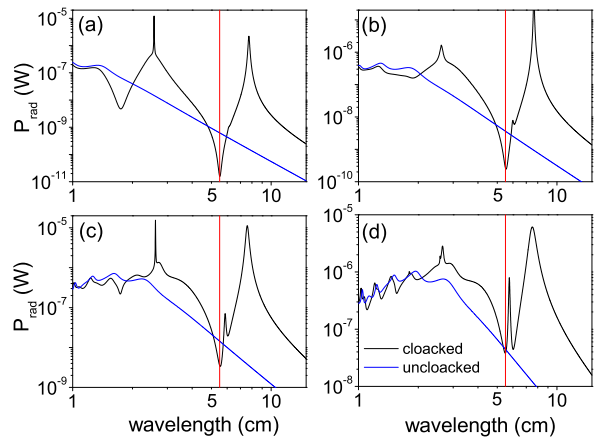 (a)
(b)
10⁻⁵
10⁻⁷
10⁻⁹
10⁻¹¹
10⁻⁶
10⁻⁸
10⁻¹⁰
P_rad (W)
1
5
10
1
5
10
(c)
(d)
10⁻⁵
10⁻⁷
10⁻⁹
10⁻⁵
10⁻⁶
10⁻⁷
10⁻⁸
P_rad (W)
cloacked
uncloacked
1
5
10
1
5
10
wavelength (cm)
wavelength (cm)